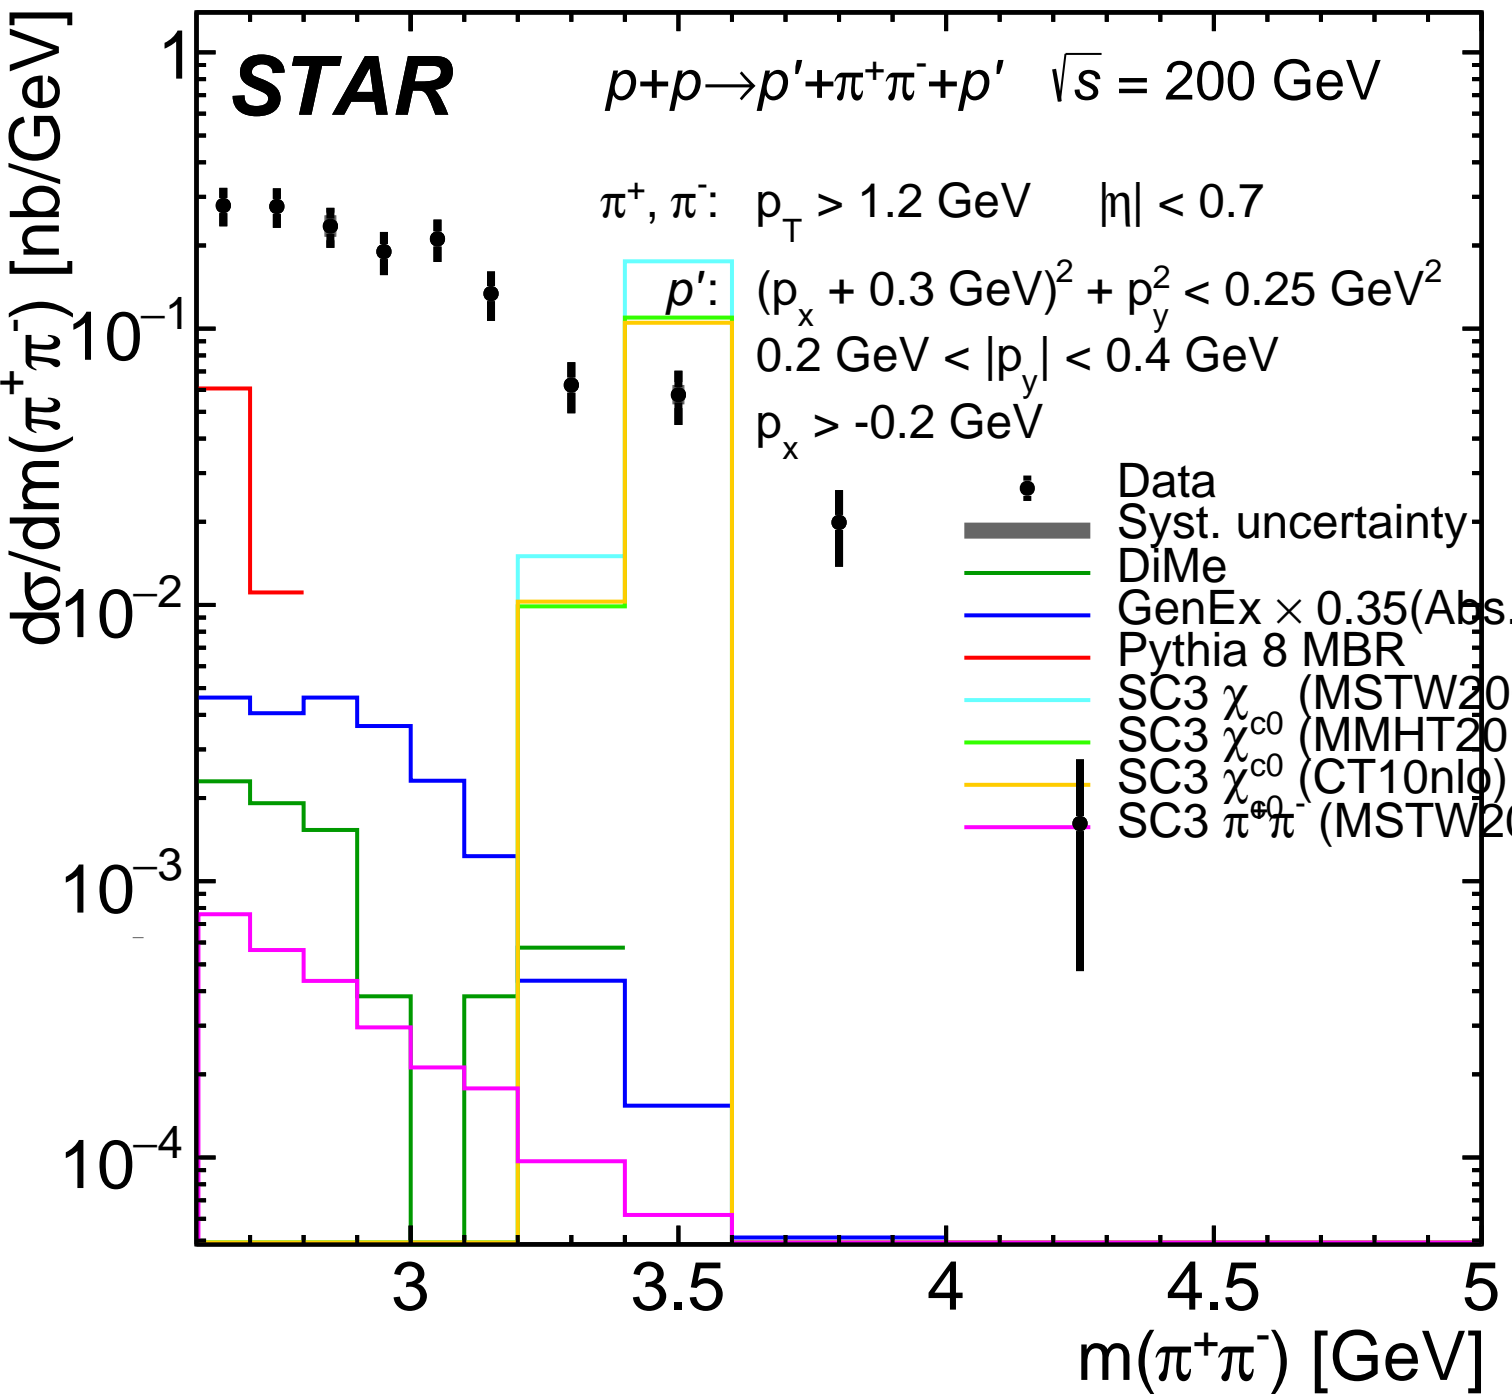 STAR
p+p→p′+π⁺π⁻+p′ √s = 200 GeV
π⁺, π⁻: p_T > 1.2 GeV |η| < 0.7
p′: (p_x + 0.3 GeV)² + p_y² < 0.25 GeV²
0.2 GeV < |p_y| < 0.4 GeV
p_x > -0.2 GeV
Data
Syst. uncertainty
DiMe
GenEx × 0.35(Abs.
Pythia 8 MBR
SC3 χ_c0 (MSTW20
SC3 χ_c0 (MMHT20
SC3 χ_c0 (CT10nlo)
SC3 π⁺π⁻ (MSTW20
dσ/dm(π⁺π⁻) [nb/GeV]
1
10⁻¹
10⁻²
10⁻³
10⁻⁴
3 3.5 4 4.5 5
m(π⁺π⁻) [GeV]